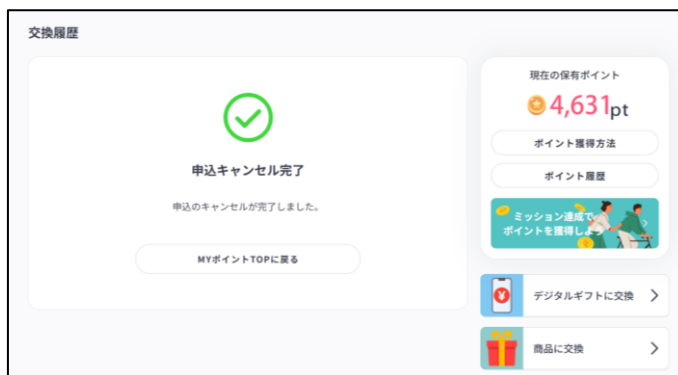 交換履歴
申込キャンセル完了
申込のキャンセルが完了しました。
MYポイントTOPに戻る
現在の保有ポイント
4,631pt
ポイント獲得方法
ポイント履歴
ミッション達成で
ポイントを獲得しよう
デジタルギフトに交換
商品に交換